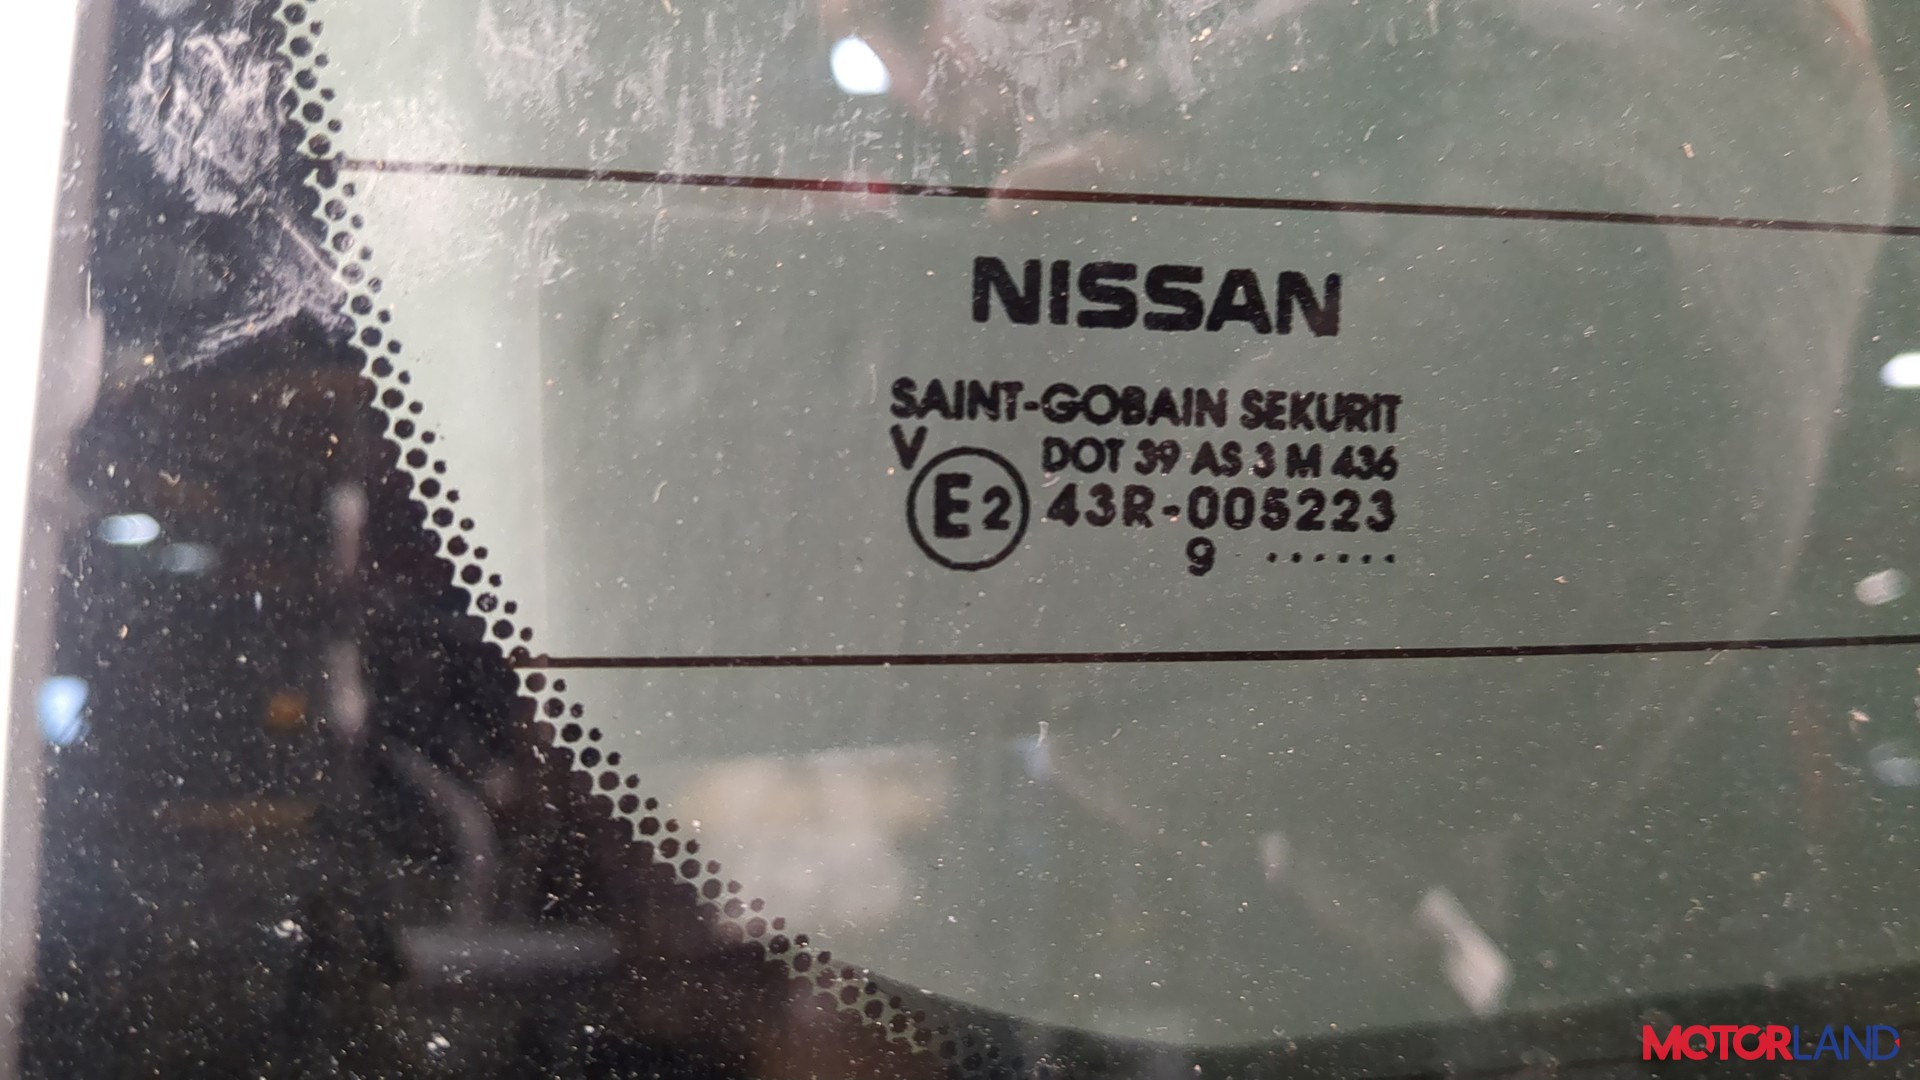 NISSAN
SAINT-GOBAIN SEKURIT
V DOT 39 AS 3 M 436
E2 43R-005223
9 ......
MOTORLAND